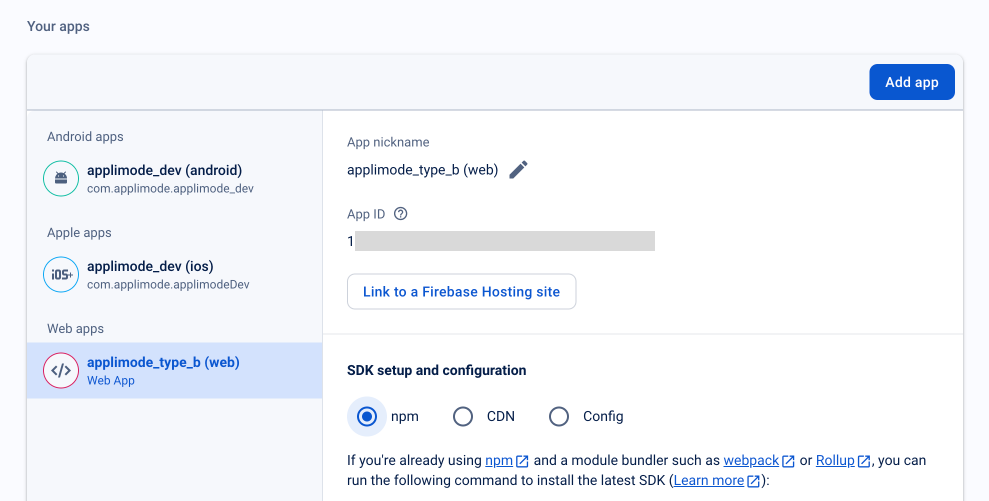 Your apps
Add app
Android apps
applimode_dev (android)
com.applimode.applimode_dev
Apple apps
iOS+
applimode_dev (ios)
com.applimode.applimodeDev
Web apps
</>
applimode_type_b (web)
Web App
App nickname
applimode_type_b (web)
App ID
1
Link to a Firebase Hosting site
SDK setup and configuration
npm CDN Config
If you're already using npm and a module bundler such as webpack or Rollup, you can
run the following command to install the latest SDK (Learn more):